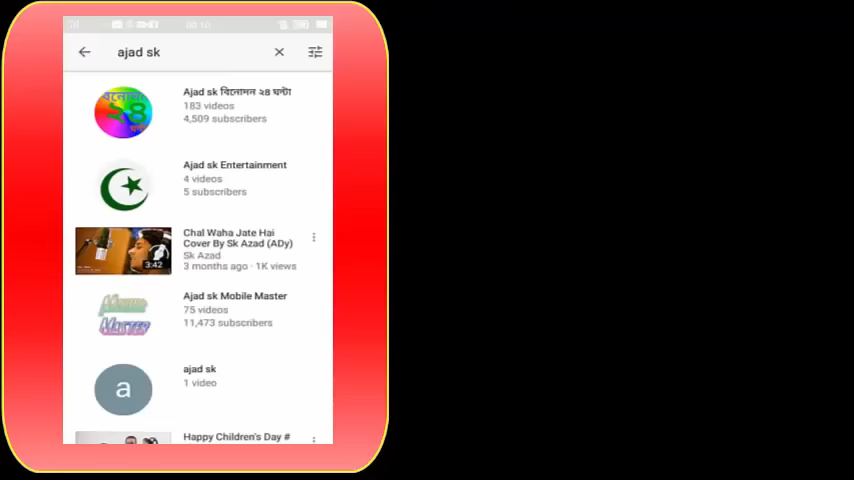 ajad sk
Ajad sk বিনোদন ২৪ ঘন্টা
183 videos
4,509 subscribers
২৪
Ajad sk Entertainment
4 videos
5 subscribers
Chal Waha Jate Hai
Cover By Sk Azad (ADy)
Sk Azad
3 months ago · 1K views
3:42
Ajad sk Mobile Master
75 videos
11,473 subscribers
Master
ajad sk
1 video
a
Happy Children's Day #